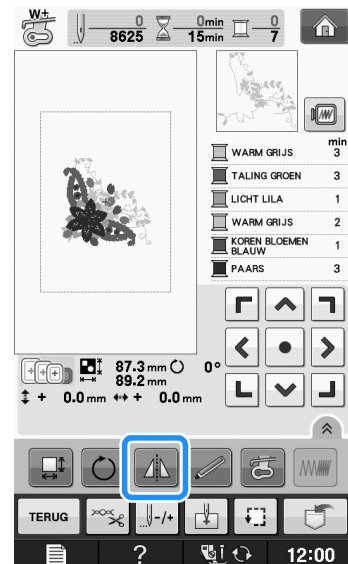 W+
0 0min 0
8625 15min 7
min
WARM GRIJS 3
TALING GROEN 3
LICHT LILA 1
WARM GRIJS 2
KOREN BLOEMEN BLAUW 1
PAARS 3
87.3 mm 0°
89.2 mm
+ 0.0 mm + 0.0 mm
TERUG -/+
? i 12:00